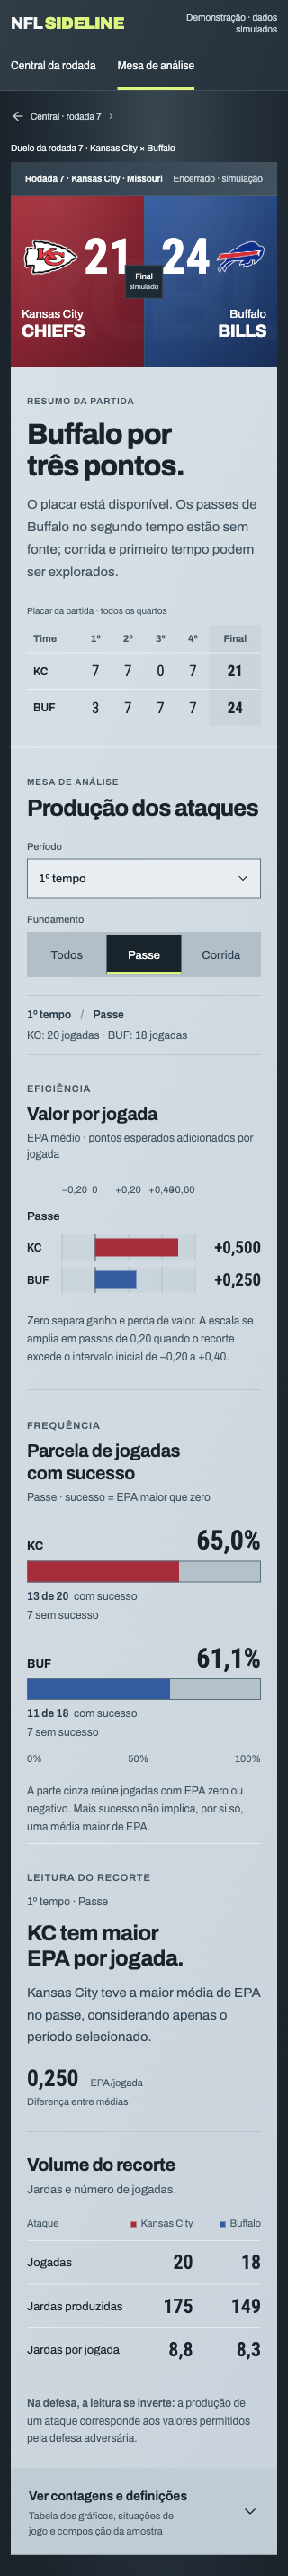 NFL SIDELINE
Demonstração · dados
simulados
Central da rodada
Mesa de análise
Central · rodada 7
Duelo da rodada 7 · Kansas City × Buffalo
Rodada 7 · Kansas City · Missouri
Encerrado · simulação
KC
21
24
Final
simulado
Kansas City
CHIEFS
Buffalo
BILLS
RESUMO DA PARTIDA
Buffalo por
três pontos.
O placar está disponível. Os passes de
Buffalo no segundo tempo estão sem
fonte; corrida e primeiro tempo podem
ser explorados.
Placar da partida · todos os quartos
Time 1º 2º 3º 4º Final
KC 7 7 0 7 21
BUF 3 7 7 7 24
MESA DE ANÁLISE
Produção dos ataques
Período
1º tempo
Fundamento
Todos Passe Corrida
1º tempo / Passe
KC: 20 jogadas · BUF: 18 jogadas
EFICIÊNCIA
Valor por jogada
EPA médio · pontos esperados adicionados por
jogada
−0,20 0 +0,20 +0,40 +0,60
Passe
KC +0,500
BUF +0,250
Zero separa ganho e perda de valor. A escala se
amplia em passos de 0,20 quando o recorte
excede o intervalo inicial de −0,20 a +0,40.
FREQUÊNCIA
Parcela de jogadas
com sucesso
Passe · sucesso = EPA maior que zero
KC 65,0%
13 de 20 com sucesso
7 sem sucesso
BUF 61,1%
11 de 18 com sucesso
7 sem sucesso
0% 50% 100%
A parte cinza reúne jogadas com EPA zero ou
negativo. Mais sucesso não implica, por si só,
uma média maior de EPA.
LEITURA DO RECORTE
1º tempo · Passe
KC tem maior
EPA por jogada.
Kansas City teve a maior média de EPA
no passe, considerando apenas o
período selecionado.
0,250 EPA/jogada
Diferença entre médias
Volume do recorte
Jardas e número de jogadas.
Ataque Kansas City Buffalo
Jogadas 20 18
Jardas produzidas 175 149
Jardas por jogada 8,8 8,3
Na defesa, a leitura se inverte: a produção de
um ataque corresponde aos valores permitidos
pela defesa adversária.
Ver contagens e definições
Tabela dos gráficos, situações de
jogo e composição da amostra